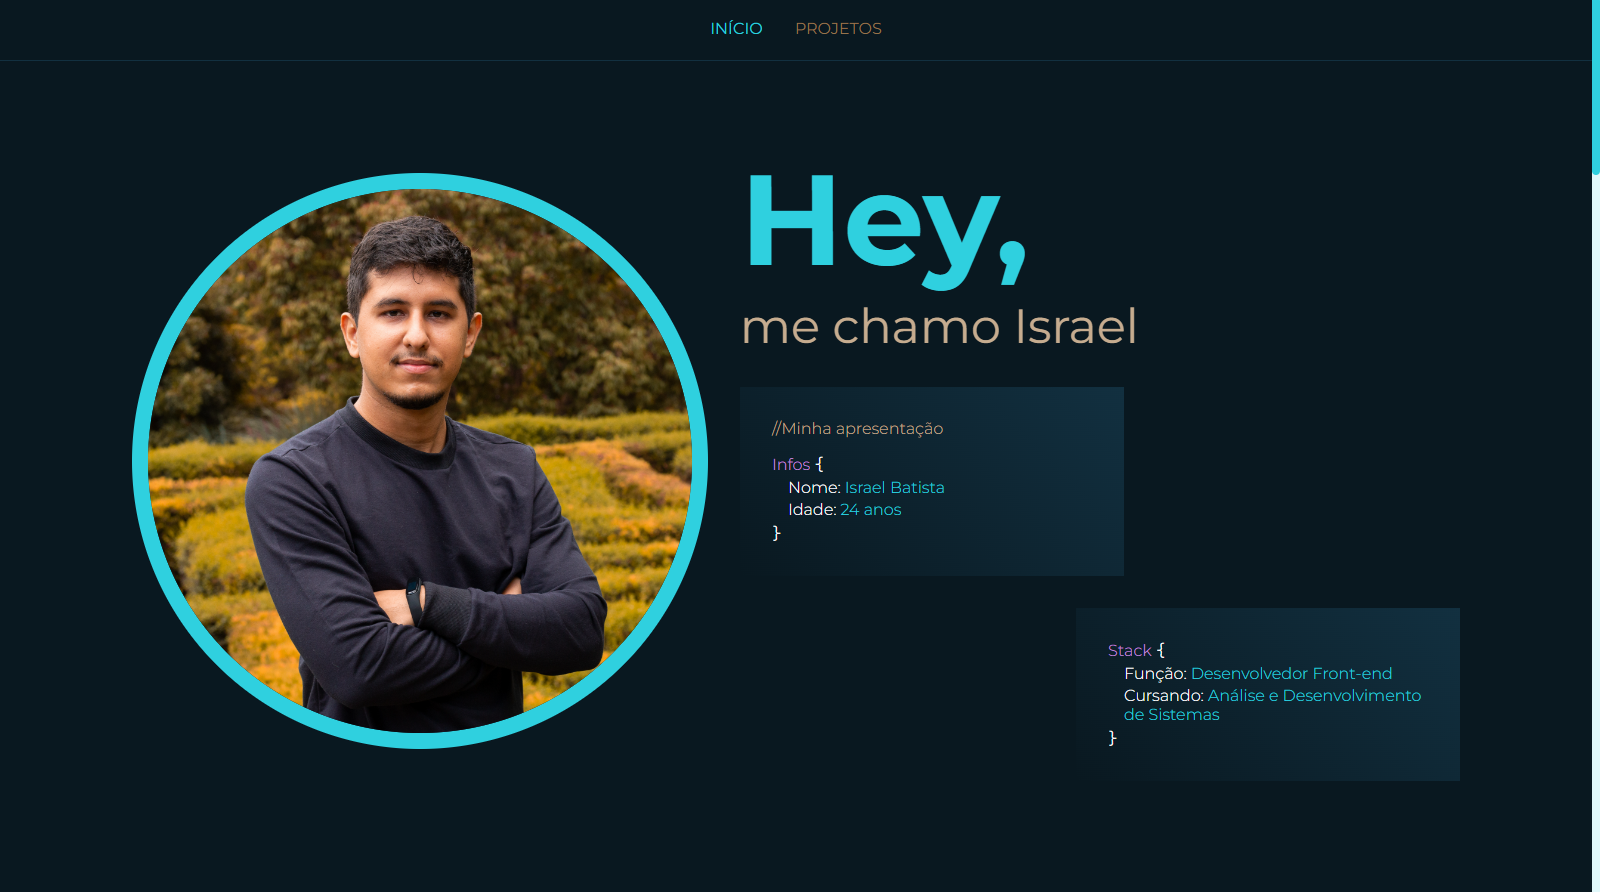 INÍCIO PROJETOS
Hey,
me chamo Israel
//Minha apresentação
Infos {
Nome: Israel Batista
Idade: 24 anos
}
Stack {
Função: Desenvolvedor Front-end
Cursando: Análise e Desenvolvimento
de Sistemas
}